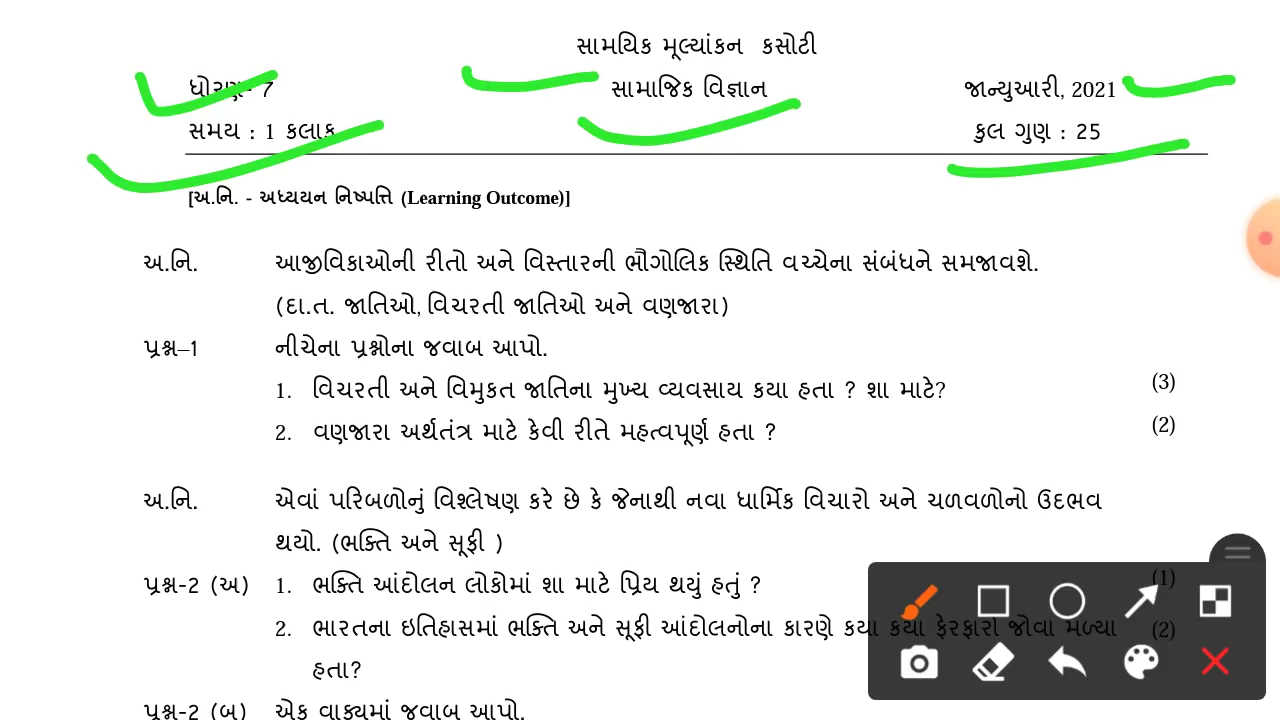 સામયિક મૂલ્યાંકન કસોટી
ધોરણ- 7 સામાજિક વિજ્ઞાન જાન્યુઆરી, 2021
સમય : 1 કલાક કુલ ગુણ : 25
[અ.નિ. - અધ્યયન નિષ્પત્તિ (Learning Outcome)]
અ.નિ. આજીવિકાઓની રીતો અને વિસ્તારની ભૌગોલિક સ્થિતિ વચ્ચેના સંબંધને સમજાવશે.
(દા.ત. જાતિઓ, વિચરતી જાતિઓ અને વણજારા)
પ્રશ્ન–1 નીચેના પ્રશ્નોના જવાબ આપો.
1. વિચરતી અને વિમુકત જાતિના મુખ્ય વ્યવસાય કયા હતા ? શા માટે? (3)
2. વણજારા અર્થતંત્ર માટે કેવી રીતે મહત્વપૂર્ણ હતા ? (2)
અ.નિ. એવાં પરિબળોનું વિશ્લેષણ કરે છે કે જેનાથી નવા ધાર્મિક વિચારો અને ચળવળોનો ઉદભવ
થયો. (ભક્તિ અને સૂફી )
પ્રશ્ન-2 (અ) 1. ભક્તિ આંદોલન લોકોમાં શા માટે પ્રિય થયું હતું ? (1)
2. ભારતના ઇતિહાસમાં ભક્તિ અને સૂફી આંદોલનોના કારણે કયા કયા ફેરફારો જોવા મળ્યા (2)
હતા?
પ્રશ્ન-2 (બ) એક વાક્યમાં જવાબ આપો.